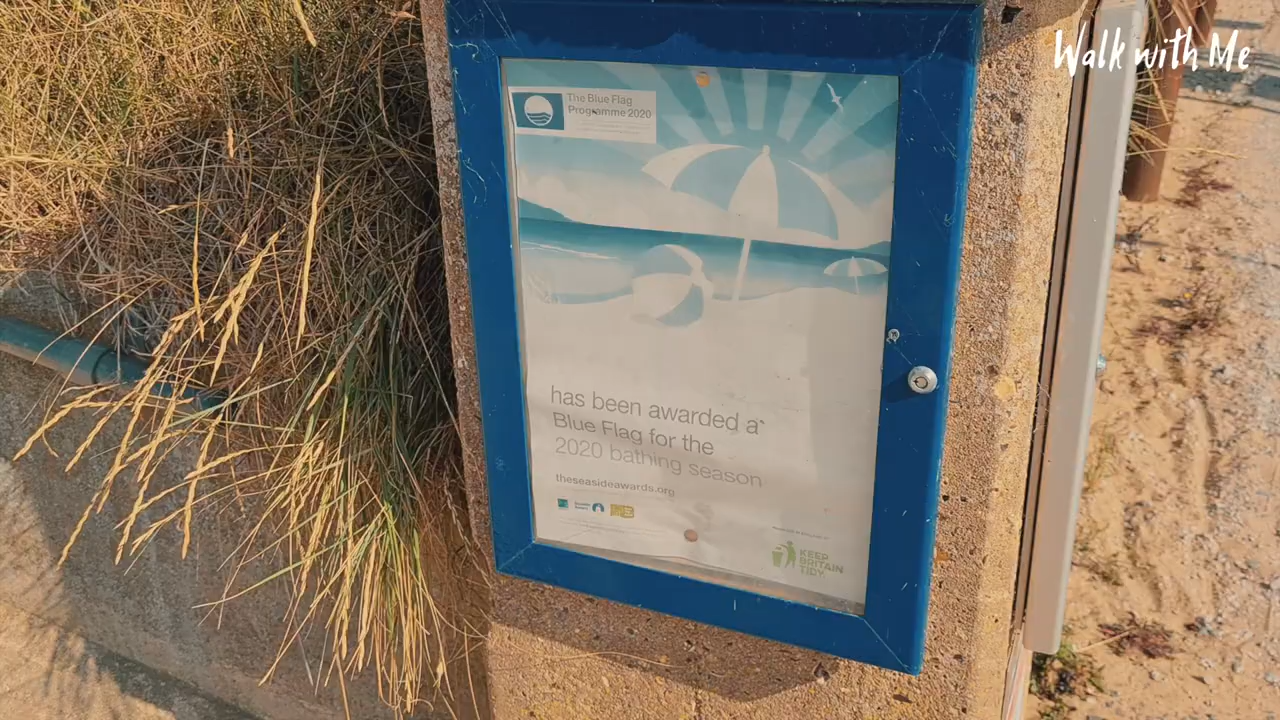 Walk with Me
The Blue Flag
Programme 2020
has been awarded a
Blue Flag for the
2020 bathing season
theseasideawards.org
KEEP
BRITAIN
TIDY